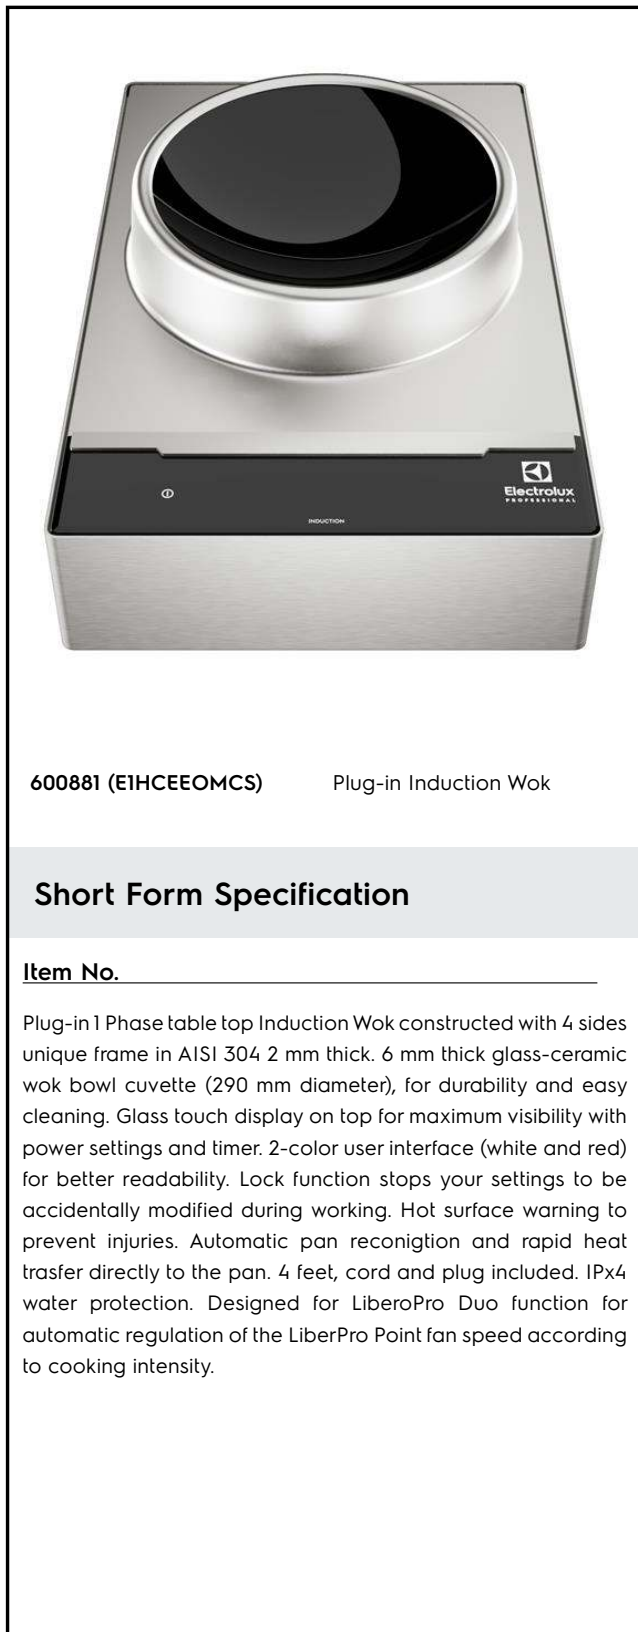 Electrolux
PROFESSIONAL
INDUCTION
600881 (E1HCEEOMCS) Plug-in Induction Wok
Short Form Specification
Item No.
Plug-in 1 Phase table top Induction Wok constructed with 4 sides
unique frame in AISI 304 2 mm thick. 6 mm thick glass-ceramic
wok bowl cuvette (290 mm diameter), for durability and easy
cleaning. Glass touch display on top for maximum visibility with
power settings and timer. 2-color user interface (white and red)
for better readability. Lock function stops your settings to be
accidentally modified during working. Hot surface warning to
prevent injuries. Automatic pan reconigtion and rapid heat
trasfer directly to the pan. 4 feet, cord and plug included. IPx4
water protection. Designed for LiberoPro Duo function for
automatic regulation of the LiberPro Point fan speed according
to cooking intensity.